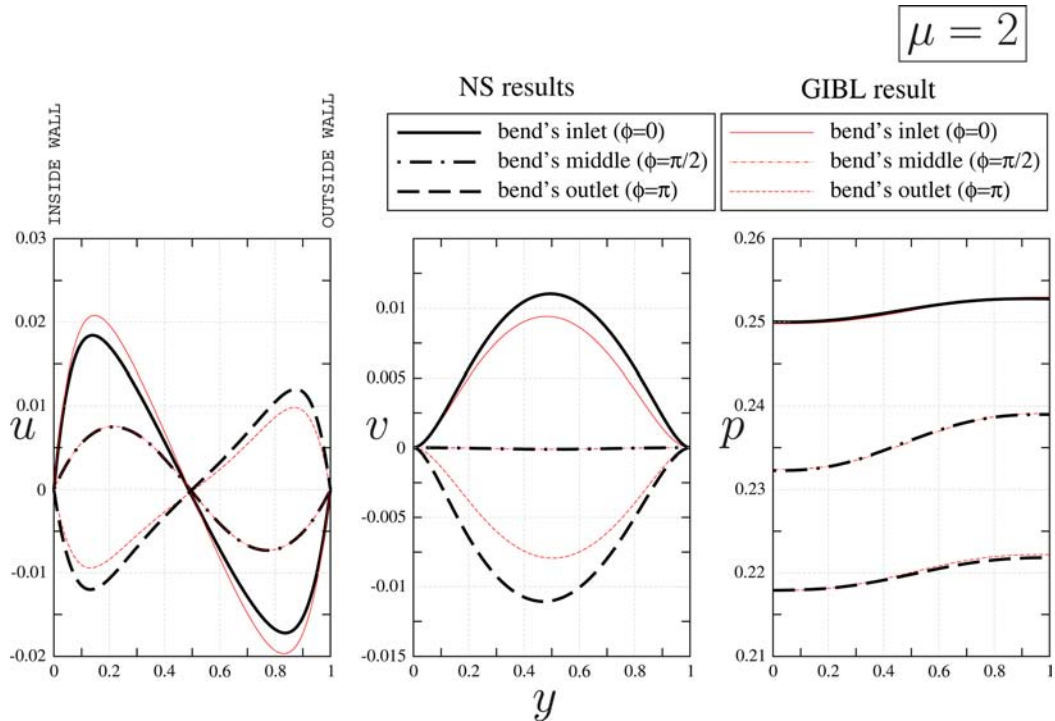 μ = 2
NS results
GIBL result
INSIDE WALL
OUTSIDE WALL
bend's inlet (ϕ=0)
bend's middle (ϕ=π/2)
bend's outlet (ϕ=π)
bend's inlet (ϕ=0)
bend's middle (ϕ=π/2)
bend's outlet (ϕ=π)
0.03
0.02
0.01
u
0
-0.01
-0.02
0 0.2 0.4 0.6 0.8 1
0.01
0.005
v
0
-0.005
-0.01
-0.015
0 0.2 0.4 0.6 0.8 1
y
0.26
0.25
0.24
p
0.23
0.22
0.21
0 0.2 0.4 0.6 0.8 1